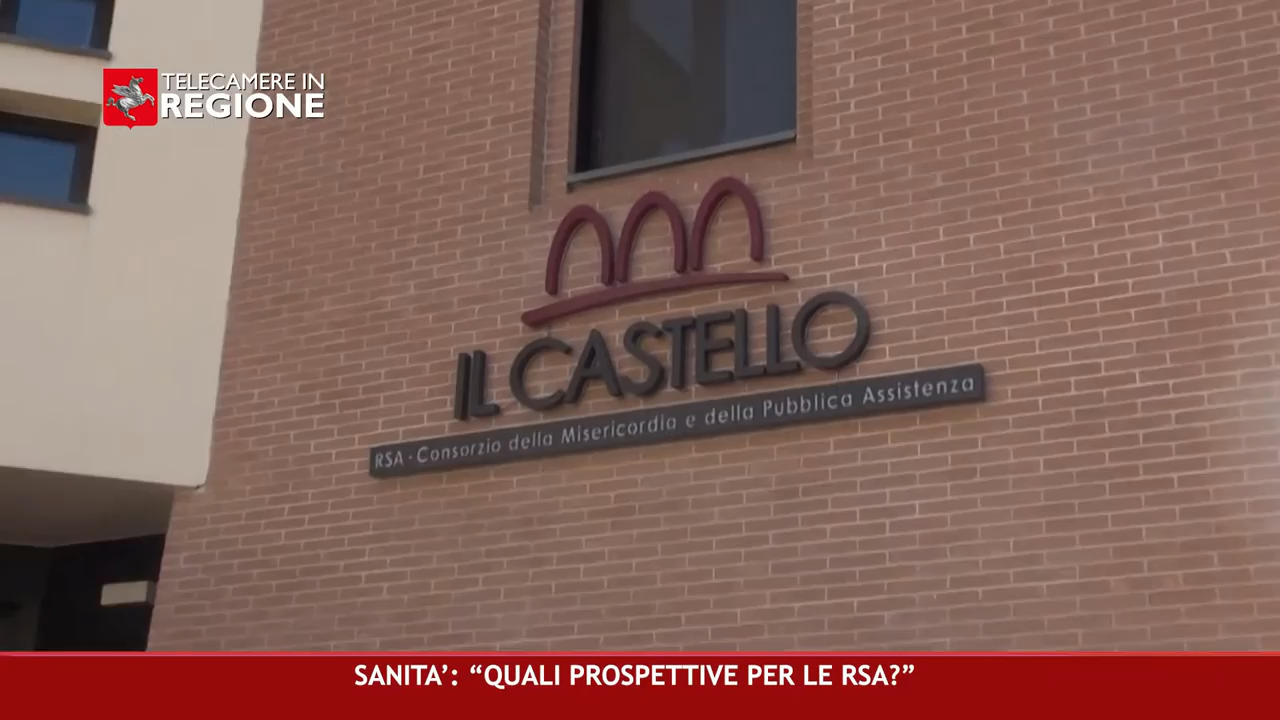 TELECAMERE IN
REGIONE
IL CASTELLO
RSA · Consorzio della Misericordia e della Pubblica Assistenza
SANITA’: “QUALI PROSPETTIVE PER LE RSA?”